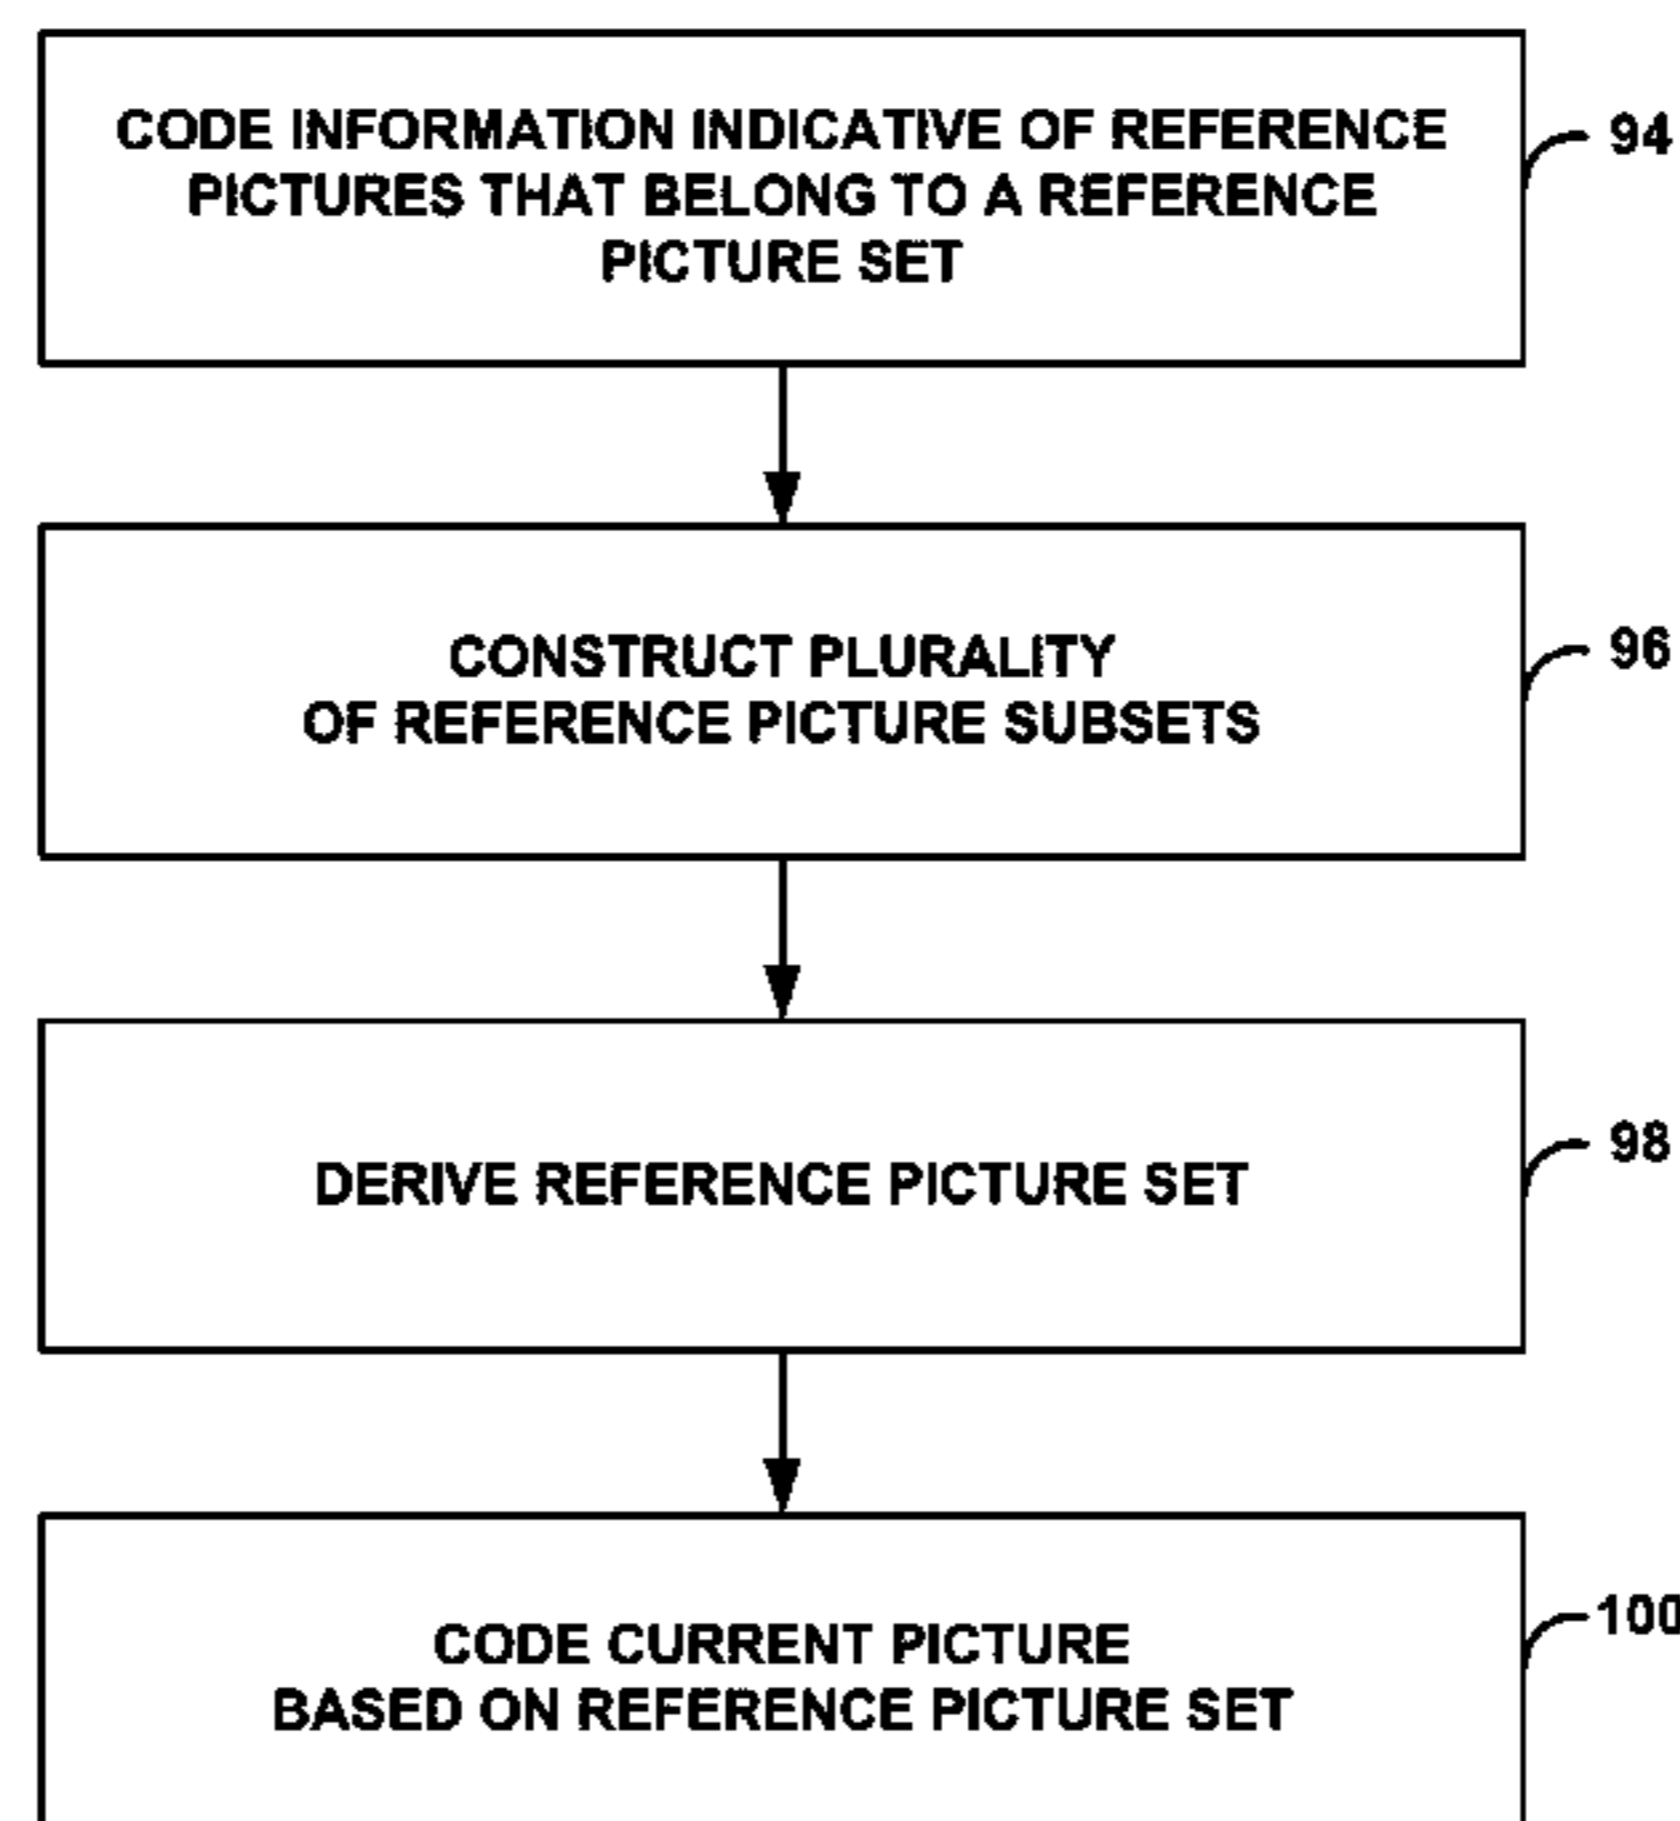 CODE INFORMATION INDICATIVE OF REFERENCE
PICTURES THAT BELONG TO A REFERENCE
PICTURE SET
94
CONSTRUCT PLURALITY
OF REFERENCE PICTURE SUBSETS
96
DERIVE REFERENCE PICTURE SET
98
CODE CURRENT PICTURE
BASED ON REFERENCE PICTURE SET
100